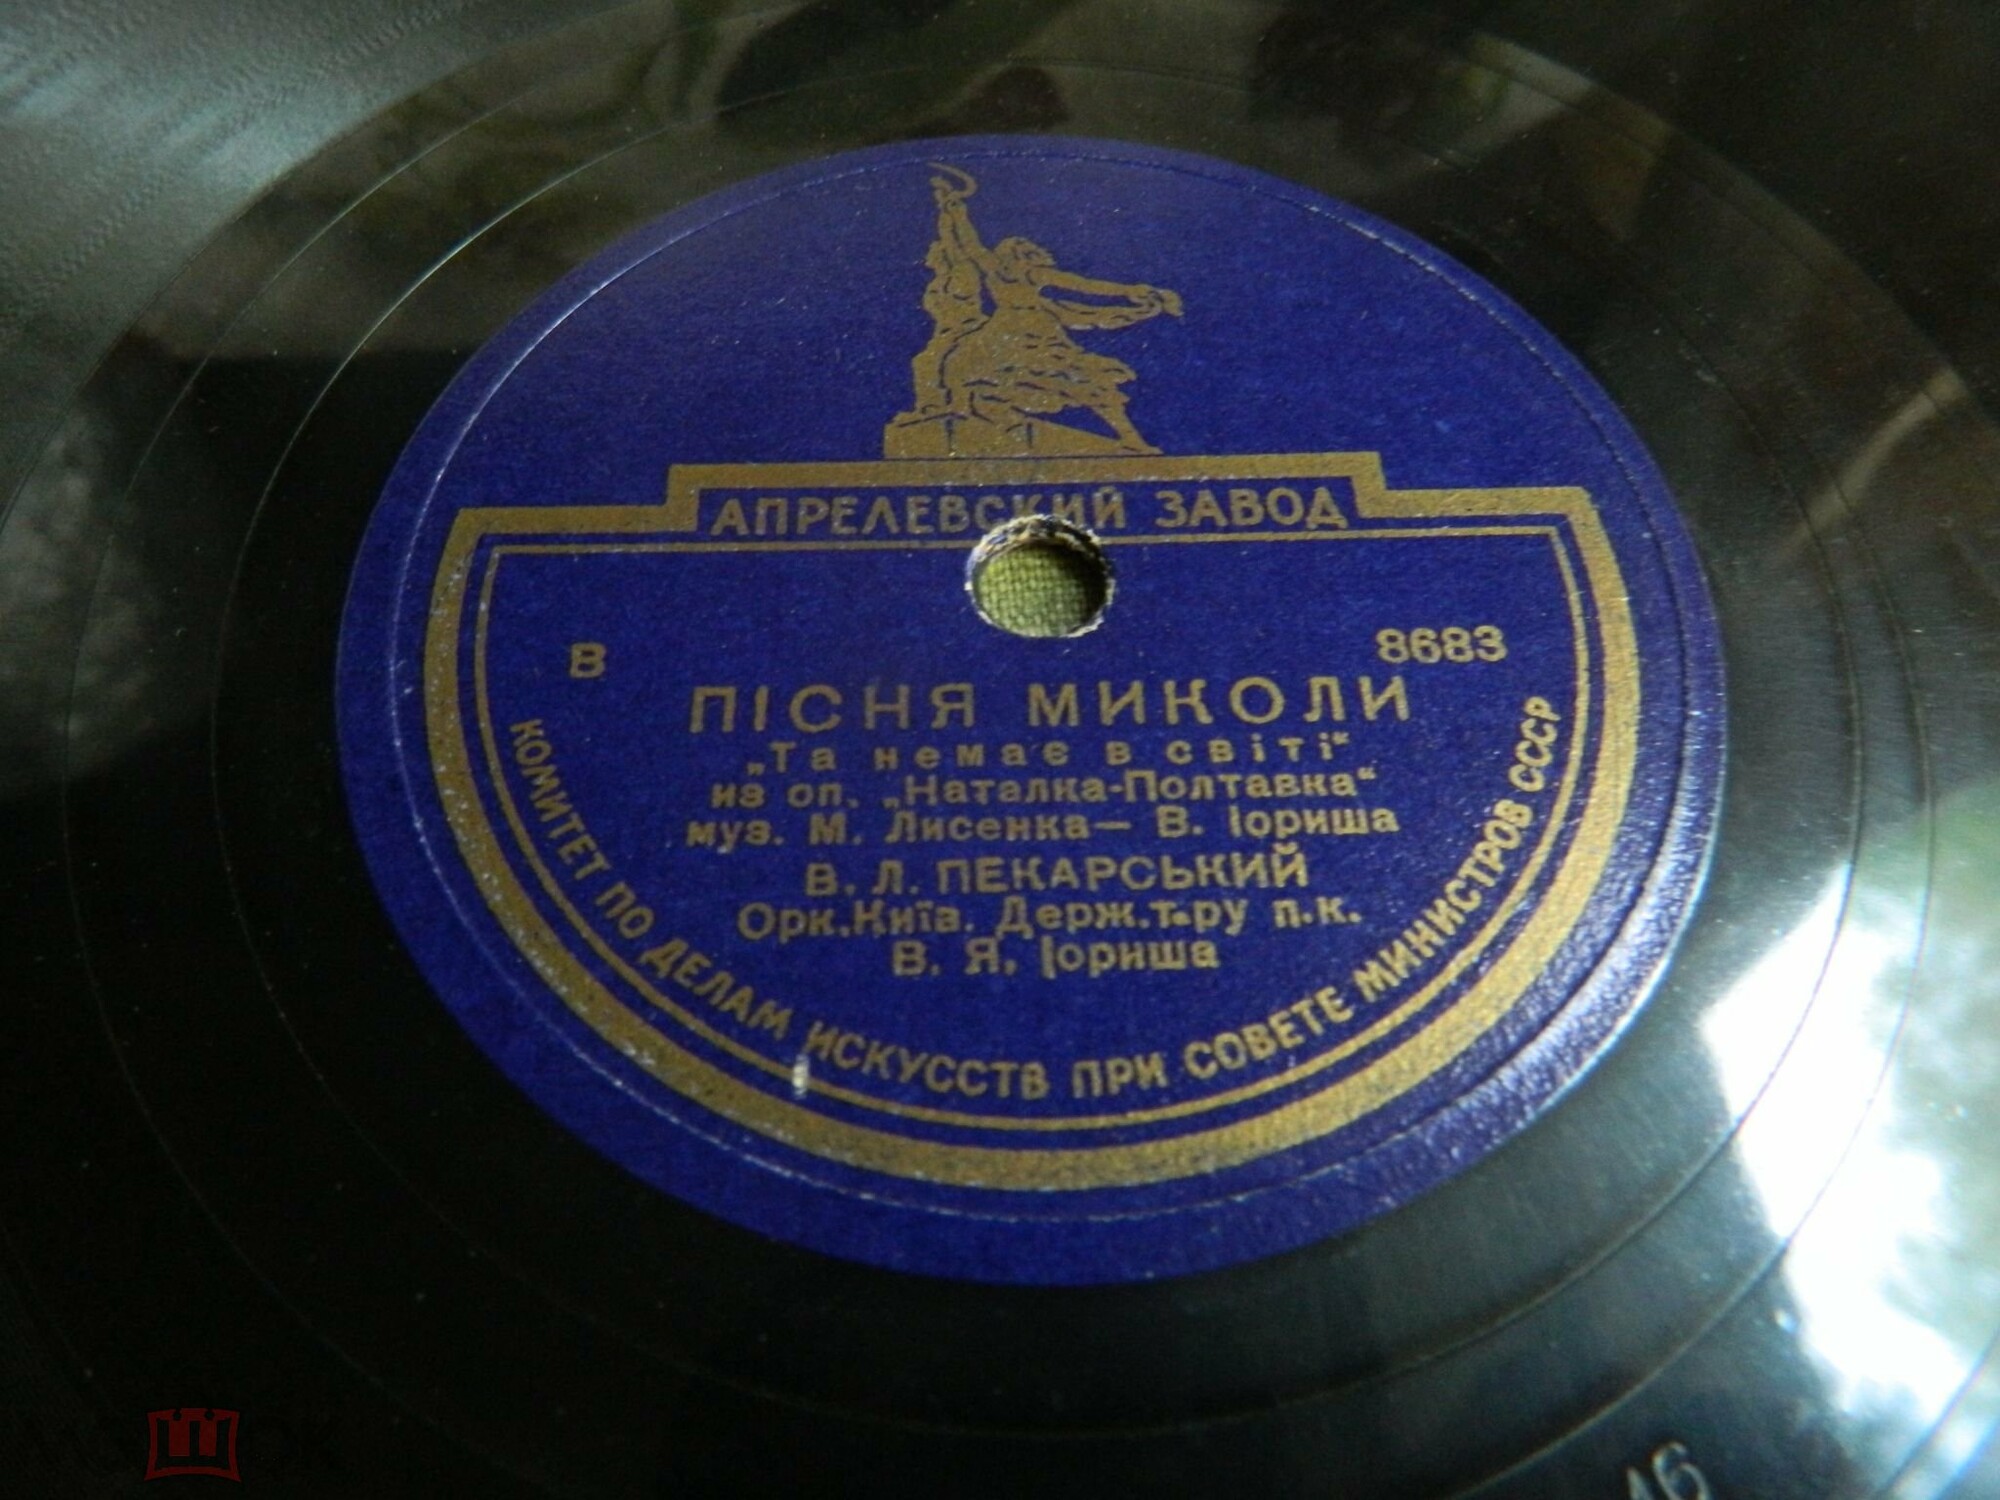 АПРЕЛЕВСКИЙ ЗАВОД
В 8683
ПІСНЯ МИКОЛИ
„Та немає в світі“
из оп. „Наталка-Полтавка“
муз. М. Лисенка— В. Іориша
В. Л. ПЕКАРСЬКИЙ
Орк.Київ. Держ.т-ру п.к.
В. Я. Іориша
КОМИТЕТ ПО ДЕЛАМ ИСКУССТВ ПРИ СОВЕТЕ МИНИСТРОВ СССР
16